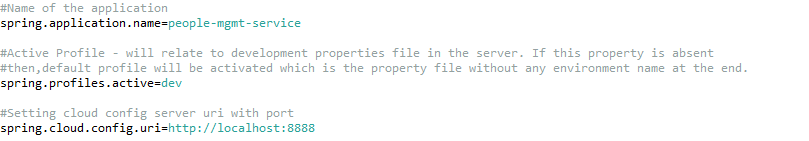 #Name of the application
spring.application.name=people-mgmt-service
#Active Profile - will relate to development properties file in the server. If this property is absent
#then,default profile will be activated which is the property file without any environment name at the end.
spring.profiles.active=dev
#Setting cloud config server uri with port
spring.cloud.config.uri=http://localhost:8888